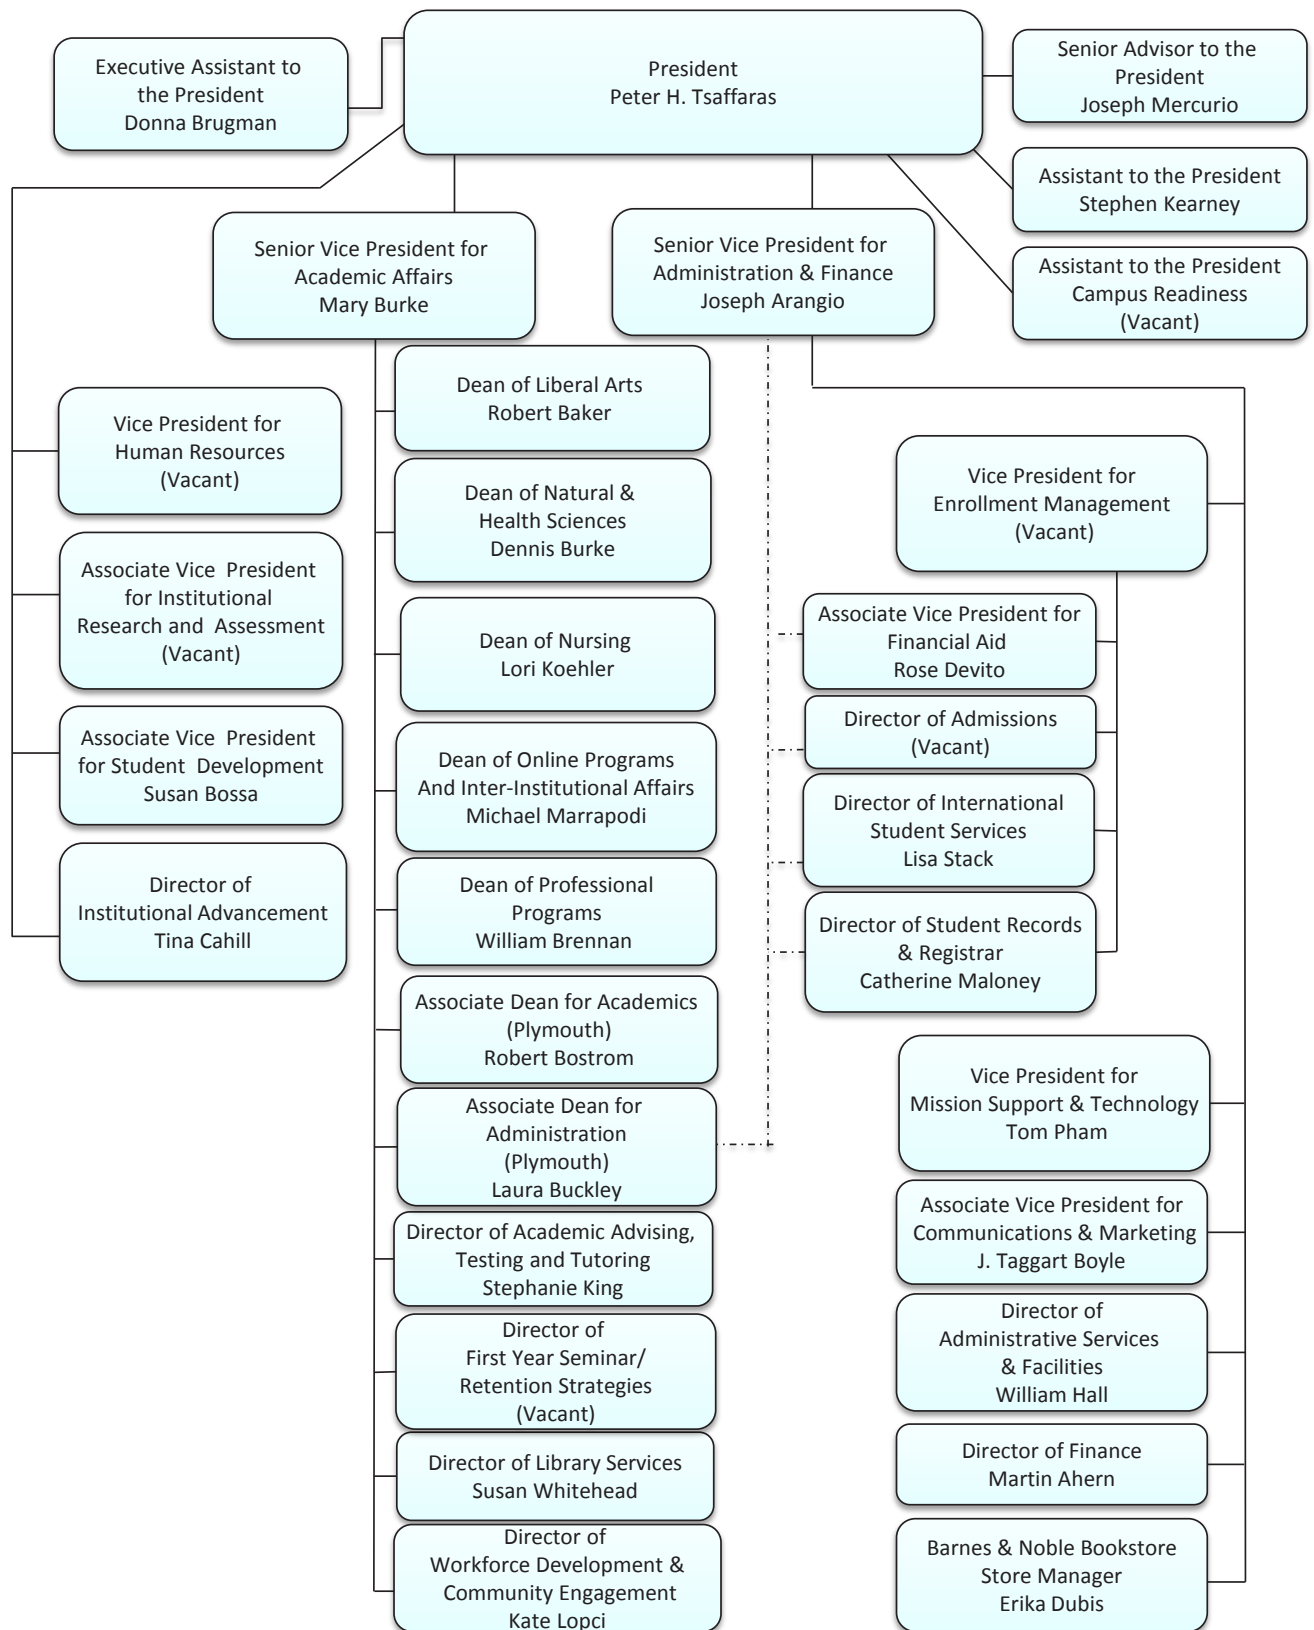 President
Peter H. Tsaffaras
Executive Assistant to
the President
Donna Brugman
Senior Advisor to the
President
Joseph Mercurio
Assistant to the President
Stephen Kearney
Assistant to the President
Campus Readiness
(Vacant)
Senior Vice President for
Academic Affairs
Mary Burke
Senior Vice President for
Administration & Finance
Joseph Arangio
Vice President for
Human Resources
(Vacant)
Associate Vice President
for Institutional
Research and Assessment
(Vacant)
Associate Vice President
for Student Development
Susan Bossa
Director of
Institutional Advancement
Tina Cahill
Dean of Liberal Arts
Robert Baker
Dean of Natural &
Health Sciences
Dennis Burke
Dean of Nursing
Lori Koehler
Dean of Online Programs
And Inter-Institutional Affairs
Michael Marrapodi
Dean of Professional
Programs
William Brennan
Associate Dean for Academics
(Plymouth)
Robert Bostrom
Associate Dean for
Administration
(Plymouth)
Laura Buckley
Director of Academic Advising,
Testing and Tutoring
Stephanie King
Director of
First Year Seminar/
Retention Strategies
(Vacant)
Director of Library Services
Susan Whitehead
Director of
Workforce Development &
Community Engagement
Kate Lopci
Vice President for
Enrollment Management
(Vacant)
Associate Vice President for
Financial Aid
Rose Devito
Director of Admissions
(Vacant)
Director of International
Student Services
Lisa Stack
Director of Student Records
& Registrar
Catherine Maloney
Vice President for
Mission Support & Technology
Tom Pham
Associate Vice President for
Communications & Marketing
J. Taggart Boyle
Director of
Administrative Services
& Facilities
William Hall
Director of Finance
Martin Ahern
Barnes & Noble Bookstore
Store Manager
Erika Dubis